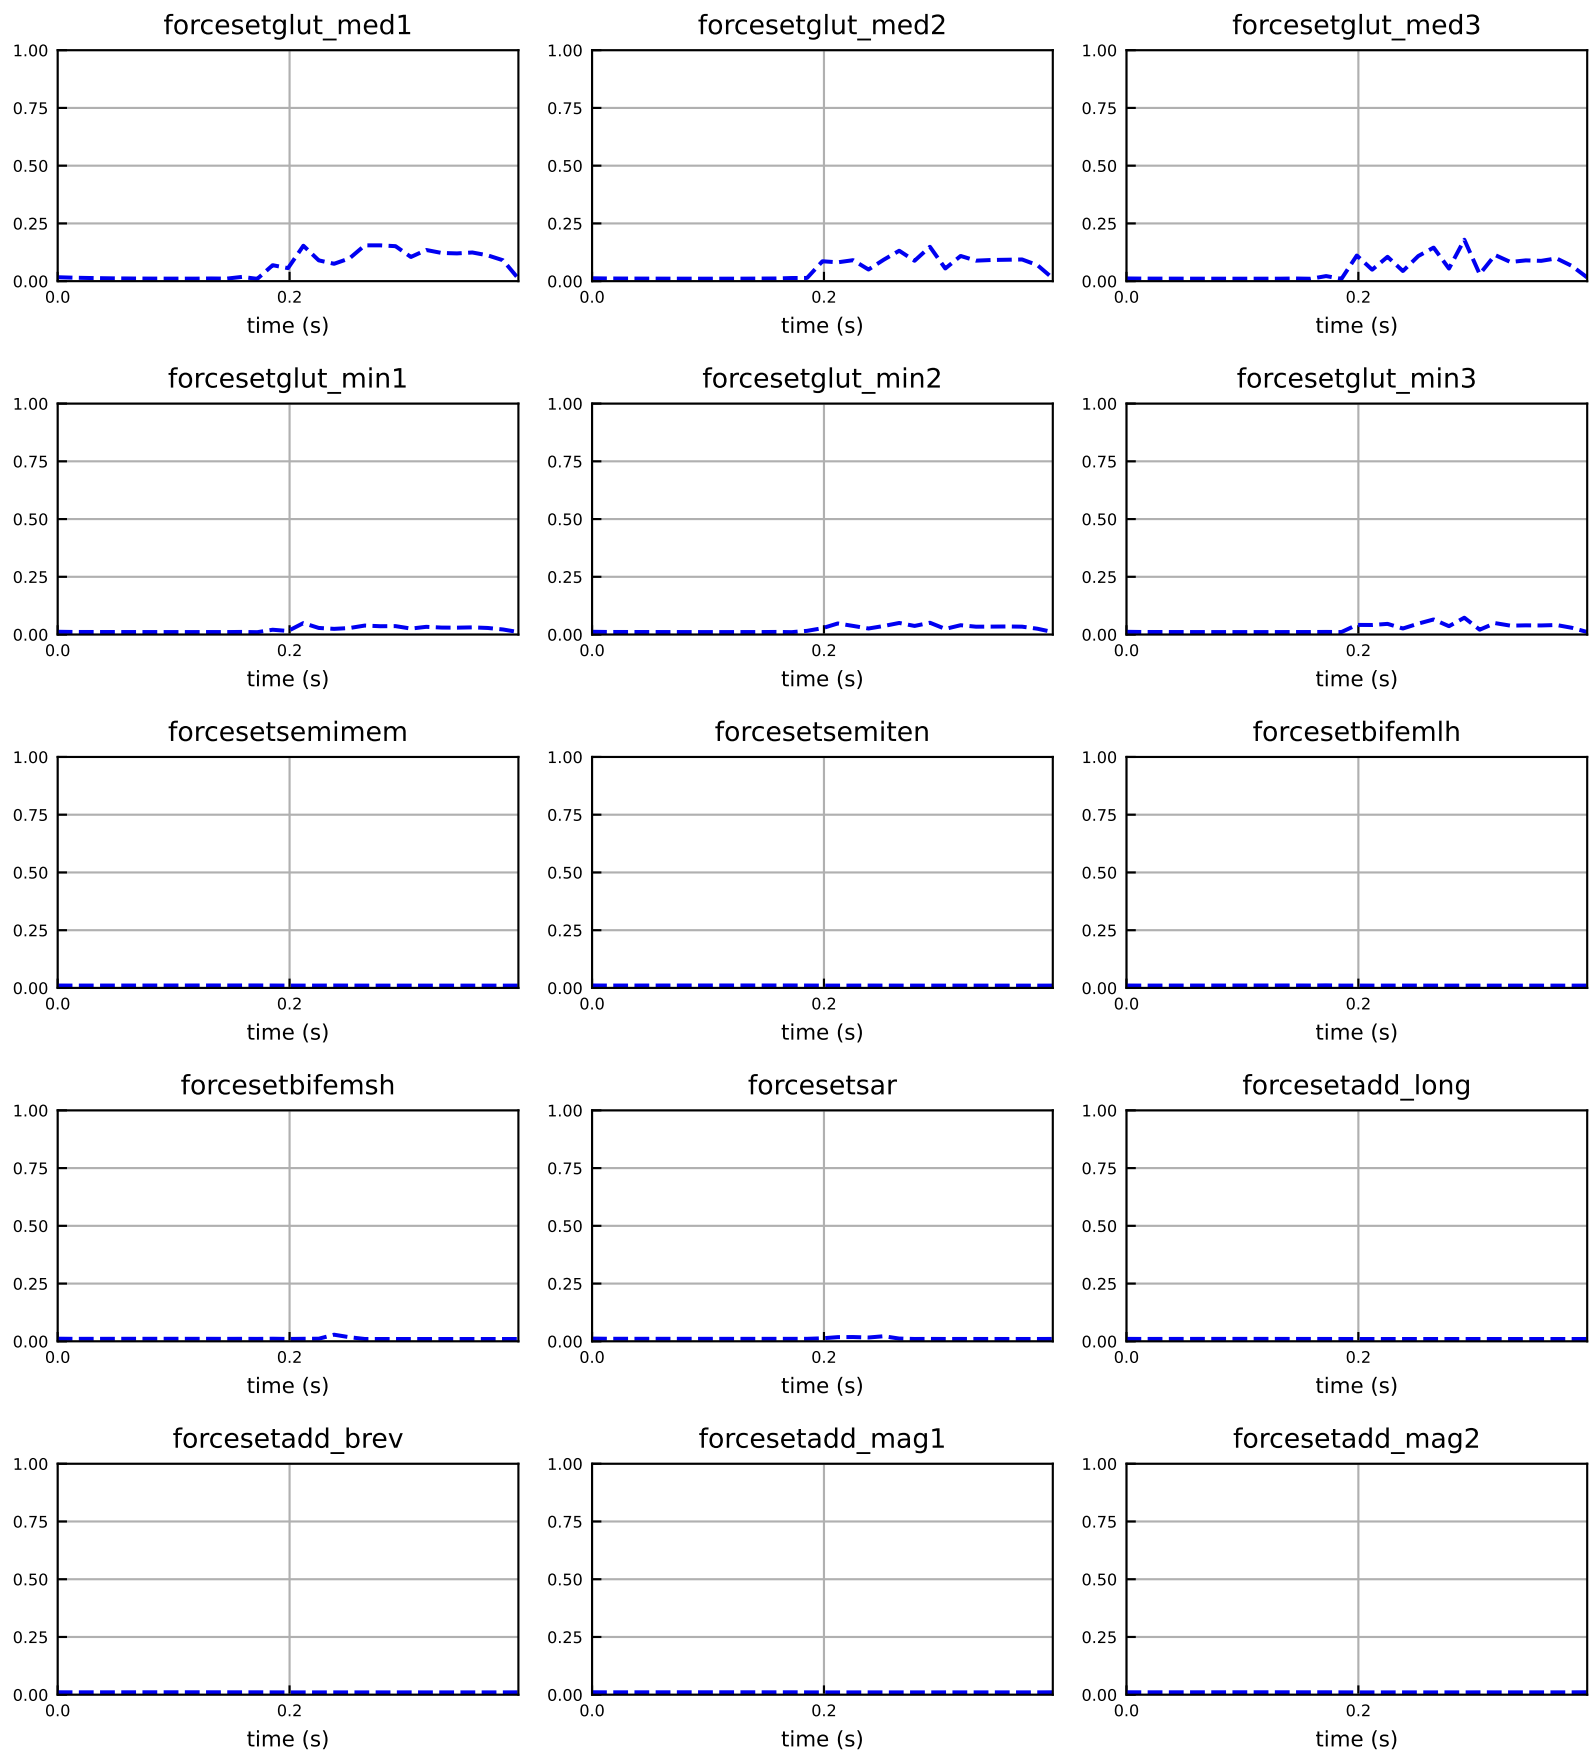 forcesetglut_med1 forcesetglut_med2 forcesetglut_med3
1.00 1.00 1.00
0.75 0.75 0.75
0.50 0.50 0.50
0.25 0.25 0.25
0.00 0.00 0.00
0.0 0.2 0.0 0.2 0.0 0.2
time (s) time (s) time (s)
forcesetglut_min1 forcesetglut_min2 forcesetglut_min3
1.00 1.00 1.00
0.75 0.75 0.75
0.50 0.50 0.50
0.25 0.25 0.25
0.00 0.00 0.00
0.0 0.2 0.0 0.2 0.0 0.2
time (s) time (s) time (s)
forcesetsemimem forcesetsemiten forcesetbifemlh
1.00 1.00 1.00
0.75 0.75 0.75
0.50 0.50 0.50
0.25 0.25 0.25
0.00 0.00 0.00
0.0 0.2 0.0 0.2 0.0 0.2
time (s) time (s) time (s)
forcesetbifemsh forcesetsar forcesetadd_long
1.00 1.00 1.00
0.75 0.75 0.75
0.50 0.50 0.50
0.25 0.25 0.25
0.00 0.00 0.00
0.0 0.2 0.0 0.2 0.0 0.2
time (s) time (s) time (s)
forcesetadd_brev forcesetadd_mag1 forcesetadd_mag2
1.00 1.00 1.00
0.75 0.75 0.75
0.50 0.50 0.50
0.25 0.25 0.25
0.00 0.00 0.00
0.0 0.2 0.0 0.2 0.0 0.2
time (s) time (s) time (s)